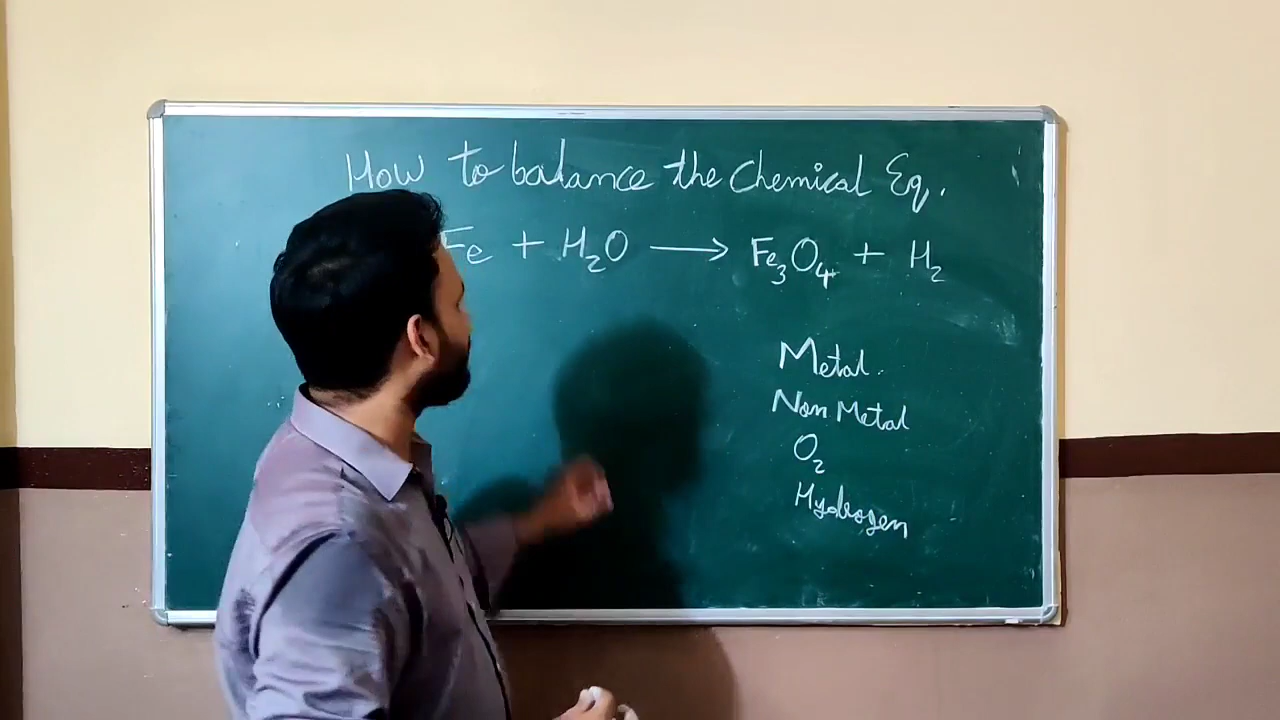 How to balance the Chemical Eq.
Fe + H₂O ⟶ Fe₃O₄ + H₂
Metal.
Non Metal
O₂
Hydrogen